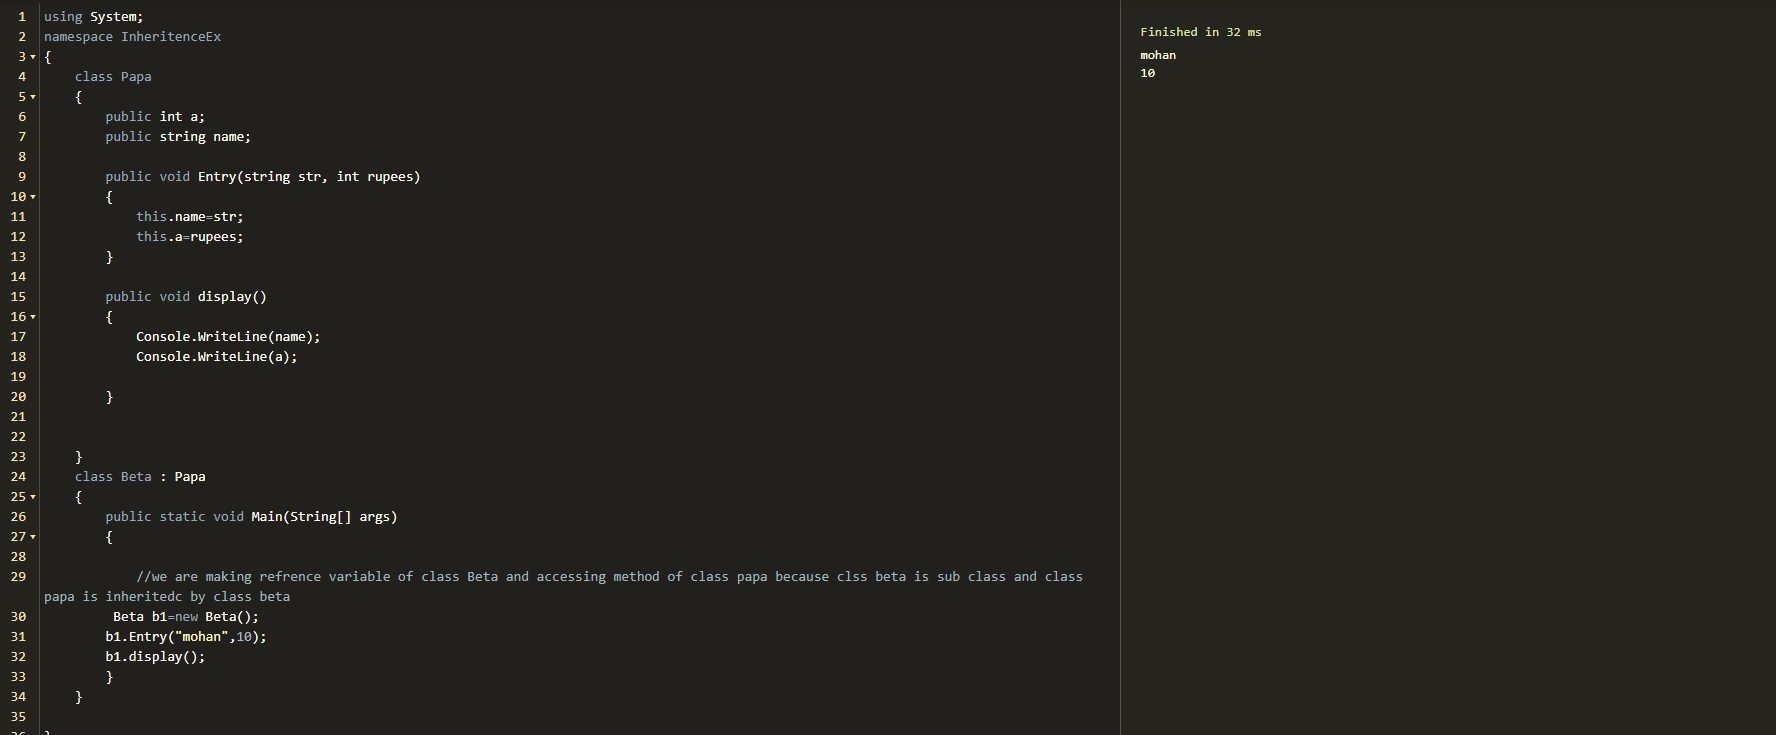 1 using System;
2 namespace InheritenceEx
3 {
4 class Papa
5 {
6 public int a;
7 public string name;
8
9 public void Entry(string str, int rupees)
10 {
11 this.name=str;
12 this.a=rupees;
13 }
14
15 public void display()
16 {
17 Console.WriteLine(name);
18 Console.WriteLine(a);
19
20 }
21
22
23 }
24 class Beta : Papa
25 {
26 public static void Main(String[] args)
27 {
28
29 //we are making refrence variable of class Beta and accessing method of class papa because clss beta is sub class and class
papa is inheritedc by class beta
30 Beta b1=new Beta();
31 b1.Entry("mohan",10);
32 b1.display();
33 }
34 }
35
Finished in 32 ms
mohan
10